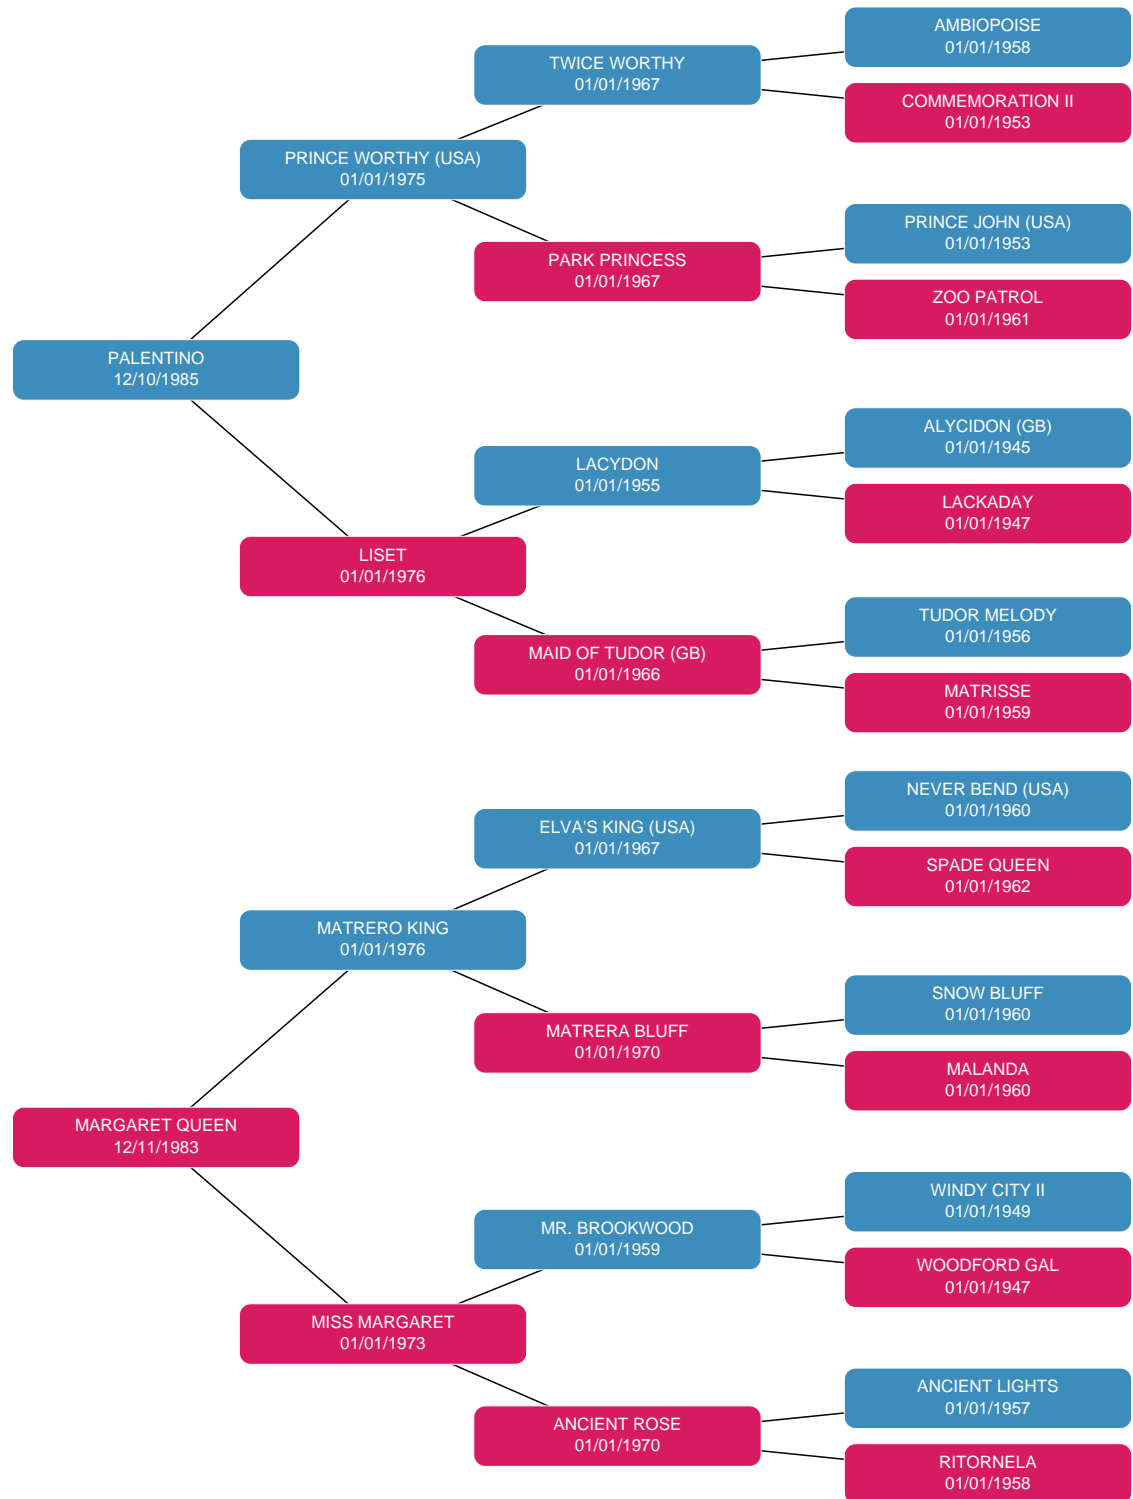 AMBIOPOISE
01/01/1958
TWICE WORTHY
01/01/1967
COMMEMORATION II
01/01/1953
PRINCE WORTHY (USA)
01/01/1975
PRINCE JOHN (USA)
01/01/1953
PARK PRINCESS
01/01/1967
ZOO PATROL
01/01/1961
PALENTINO
12/10/1985
ALYCIDON (GB)
01/01/1945
LACYDON
01/01/1955
LACKADAY
01/01/1947
LISET
01/01/1976
TUDOR MELODY
01/01/1956
MAID OF TUDOR (GB)
01/01/1966
MATRISSE
01/01/1959
NEVER BEND (USA)
01/01/1960
ELVA'S KING (USA)
01/01/1967
SPADE QUEEN
01/01/1962
MATRERO KING
01/01/1976
SNOW BLUFF
01/01/1960
MATRERA BLUFF
01/01/1970
MALANDA
01/01/1960
MARGARET QUEEN
12/11/1983
WINDY CITY II
01/01/1949
MR. BROOKWOOD
01/01/1959
WOODFORD GAL
01/01/1947
MISS MARGARET
01/01/1973
ANCIENT LIGHTS
01/01/1957
ANCIENT ROSE
01/01/1970
RITORNELA
01/01/1958